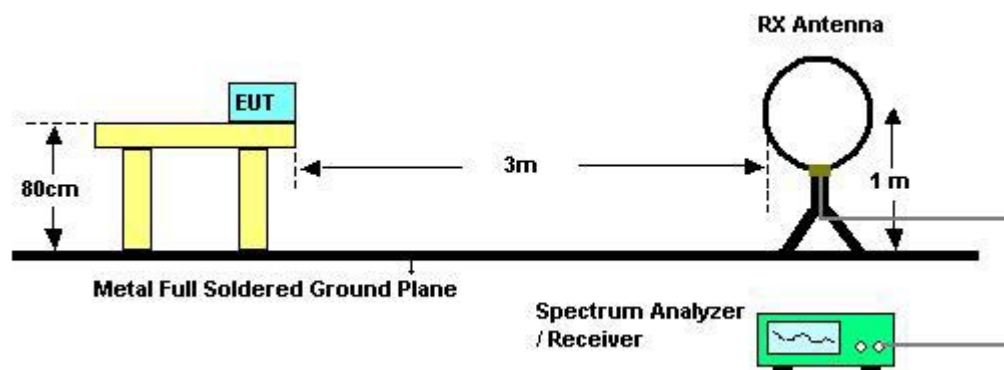 RX Antenna
EUT
3m
80cm
1 m
Metal Full Soldered Ground Plane
Spectrum Analyzer
/ Receiver